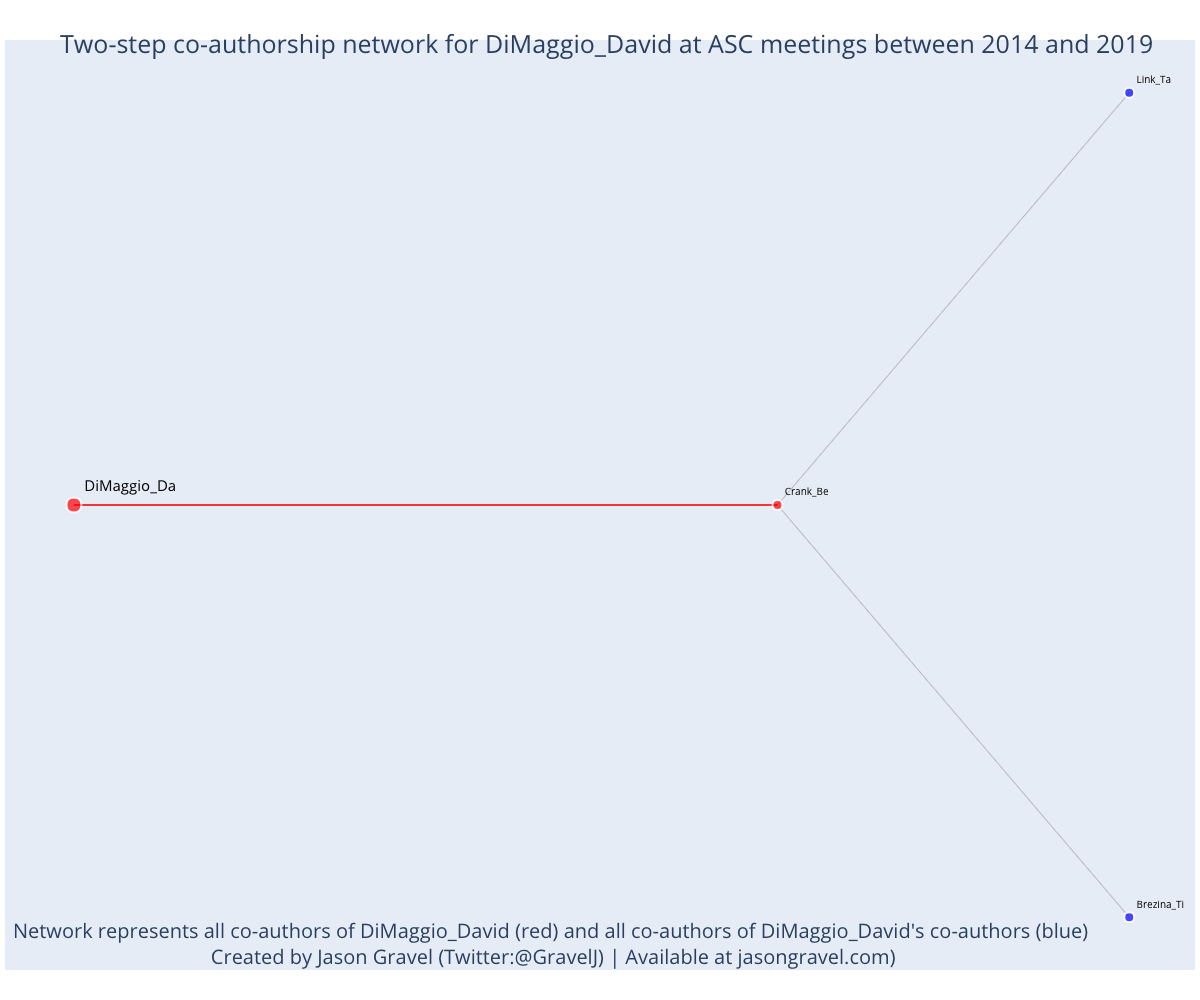 Two-step co-authorship network for DiMaggio_David at ASC meetings between 2014 and 2019
Link_Ta
DiMaggio_Da
Crank_Be
Brezina_Ti
Network represents all co-authors of DiMaggio_David (red) and all co-authors of DiMaggio_David's co-authors (blue)
Created by Jason Gravel (Twitter:@GravelJ) | Available at jasongravel.com)